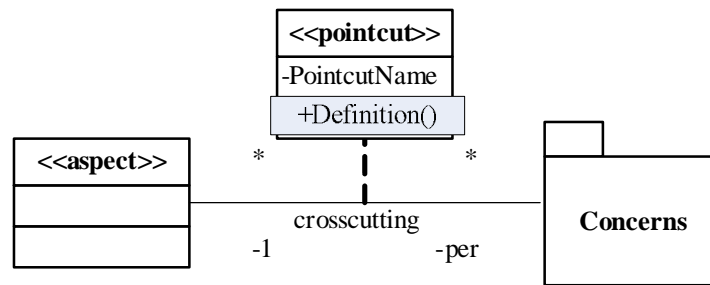 <<pointcut>>
-PointcutName
+Definition()
<<aspect>>
*
*
crosscutting
-1
-per
Concerns